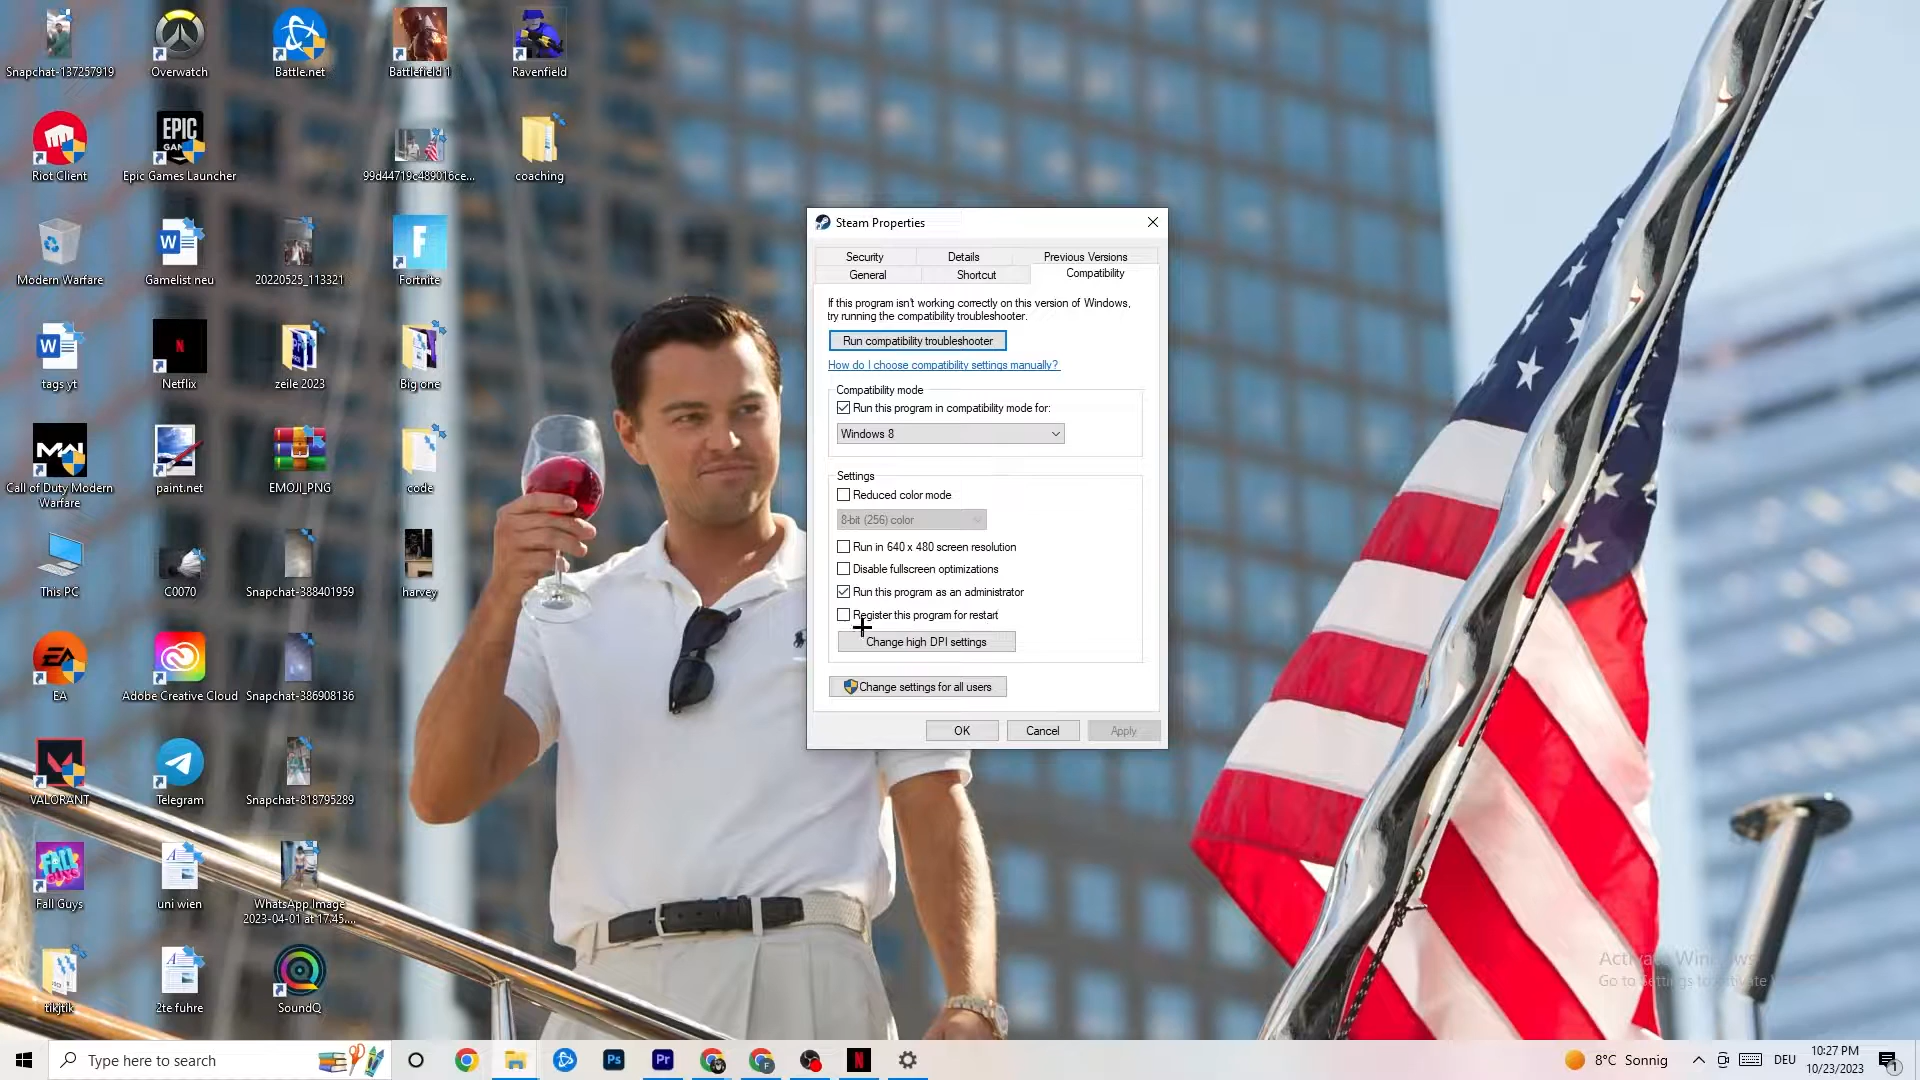 Snapchat-137257919
Overwatch
Battle.net
Battlefield 1
Ravenfield
Riot Client
EPIC
Epic Games Launcher
99d44719c489016ce...
coaching
Modern Warfare
Gamelist neu
20220525_113321
Fortnite
tags yt
Netflix
zeile 2023
Big one
Call of Duty Modern
Warfare
paint.net
EMOJI_PNG
code
This PC
C0070
Snapchat-388401959
harvey
EA
EA
Adobe Creative Cloud
Snapchat-386908136
VALORANT
Telegram
Snapchat-818795289
FALL
GUYS
Fall Guys
uni wien
WhatsApp Image
2023-04-01 at 17.45....
tiktjtik
2te fuhre
SoundQ
Steam Properties
Security
Details
Previous Versions
General
Shortcut
Compatibility
If this program isn't working correctly on this version of Windows,
try running the compatibility troubleshooter.
Run compatibility troubleshooter
How do I choose compatibility settings manually?
Compatibility mode
Run this program in compatibility mode for:
Windows 8
Settings
Reduced color mode
8-bit (256) color
Run in 640 x 480 screen resolution
Disable fullscreen optimizations
Run this program as an administrator
Register this program for restart
Change high DPI settings
Change settings for all users
OK
Cancel
Apply
Activate Windows
Go to Settings to activate
Type here to search
Ps
Pr
8°C Sonnig
DEU
10:27 PM
10/23/2023
1